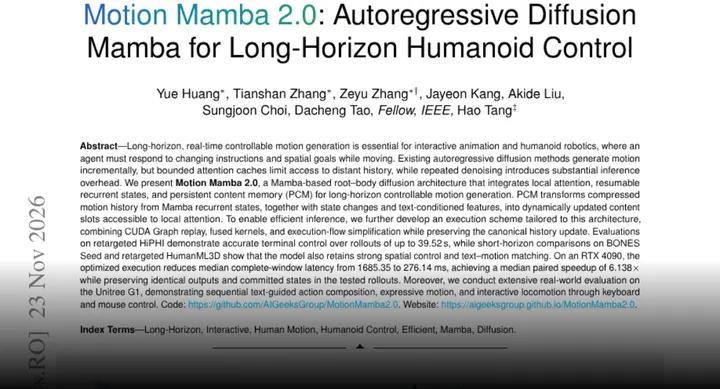 Motion Mamba 2.0: Autoregressive Diffusion
Mamba for Long-Horizon Humanoid Control
Yue Huang*, Tianshan Zhang*, Zeyu Zhang*†, Jayeon Kang, Akide Liu,
Sungjoon Choi, Dacheng Tao, Fellow, IEEE, Hao Tang‡
Abstract—Long-horizon, real-time controllable motion generation is essential for interactive animation and humanoid robotics, where an
agent must respond to changing instructions and spatial goals while moving. Existing autoregressive diffusion methods generate motion
incrementally, but bounded attention caches limit access to distant history, while repeated denoising introduces substantial inference
overhead. We present Motion Mamba 2.0, a Mamba-based root–body diffusion architecture that integrates local attention, resumable
recurrent states, and persistent content memory (PCM) for long-horizon controllable motion generation. PCM transforms compressed
motion history from Mamba recurrent states, together with state changes and text-conditioned features, into dynamically updated content
slots accessible to local attention. To enable efficient inference, we further develop an execution scheme tailored to this architecture,
combining CUDA Graph replay, fused kernels, and execution-flow simplification while preserving the canonical history update. Evaluations
on retargeted HiPHI demonstrate accurate terminal control over rollouts of up to 39.52 s, while short-horizon comparisons on BONES
Seed and retargeted HumanML3D show that the model also retains strong spatial control and text–motion matching. On an RTX 4090, the
optimized execution reduces median complete-window latency from 1685.35 to 276.14 ms, achieving a median paired speedup of 6.138×
while preserving identical outputs and committed states in the tested rollouts. Moreover, we conduct extensive real-world evaluation on
the Unitree G1, demonstrating sequential text-guided action composition, expressive motion, and interactive locomotion through keyboard
and mouse control. Code: https://github.com/AIGeeksGroup/MotionMamba2.0. Website: https://aigeeksgroup.github.io/MotionMamba2.0.
Index Terms—Long-Horizon, Interactive, Human Motion, Humanoid Control, Efficient, Mamba, Diffusion.
s.RO] 23 Nov 2026